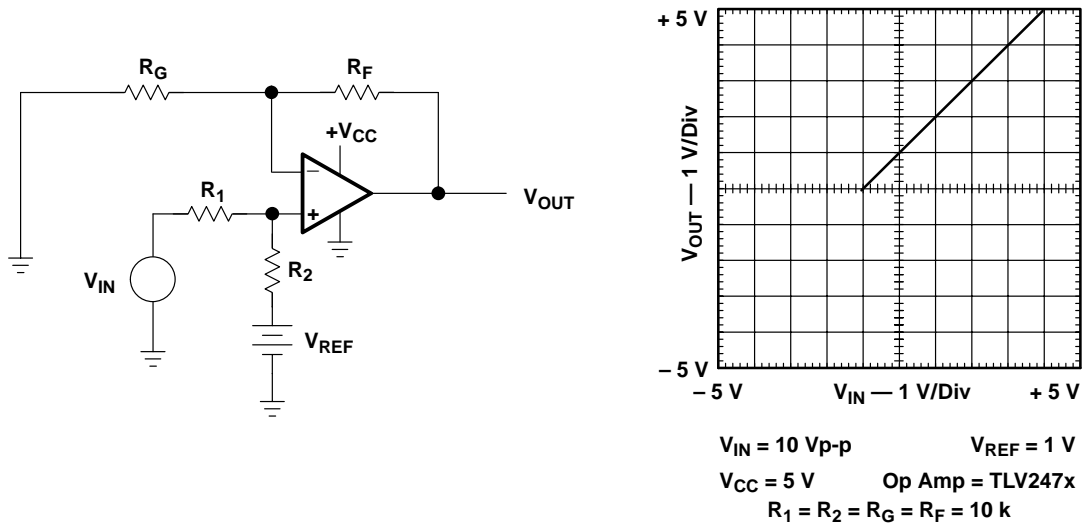 R_G
R_F
+V_CC
R_1
−
+
V_OUT
V_IN
R_2
V_REF
+ 5 V
V_OUT — 1 V/Div
– 5 V
– 5 V
V_IN — 1 V/Div
+ 5 V
V_IN = 10 Vp-p
V_REF = 1 V
V_CC = 5 V
Op Amp = TLV247x
R_1 = R_2 = R_G = R_F = 10 k